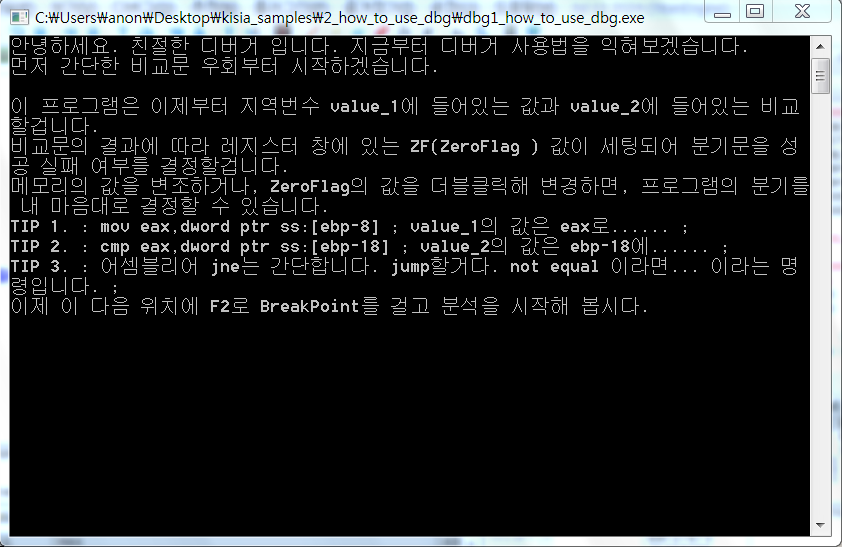 C:₩Users₩anon₩Desktop₩kisia_samples₩2_how_to_use_dbg₩dbg1_how_to_use_dbg.exe
안녕하세요. 친절한 디버거 입니다. 지금부터 디버거 사용법을 익혀보겠습니다.
먼저 간단한 비교문 우회부터 시작하겠습니다.
이 프로그램은 이제부터 지역번수 value_1에 들어있는 값과 value_2에 들어있는 비교
할겁니다.
비교문의 결과에 따라 레지스터 창에 있는 ZF(ZeroFlag ) 값이 세팅되어 분기문을 성
공 실패 여부를 결정할겁니다.
메모리의 값을 변조하거나, ZeroFlag의 값을 더블클릭해 변경하면, 프로그램의 분기를
내 마음대로 결정할 수 있습니다.
TIP 1. : mov eax,dword ptr ss:[ebp-8] ; value_1의 값은 eax로...... ;
TIP 2. : cmp eax,dword ptr ss:[ebp-18] ; value_2의 값은 ebp-18에...... ;
TIP 3. : 어셈블리어 jne는 간단합니다. jump할거다. not equal 이라면... 이라는 명
령입니다. ;
이제 이 다음 위치에 F2로 BreakPoint를 걸고 분석을 시작해 봅시다.